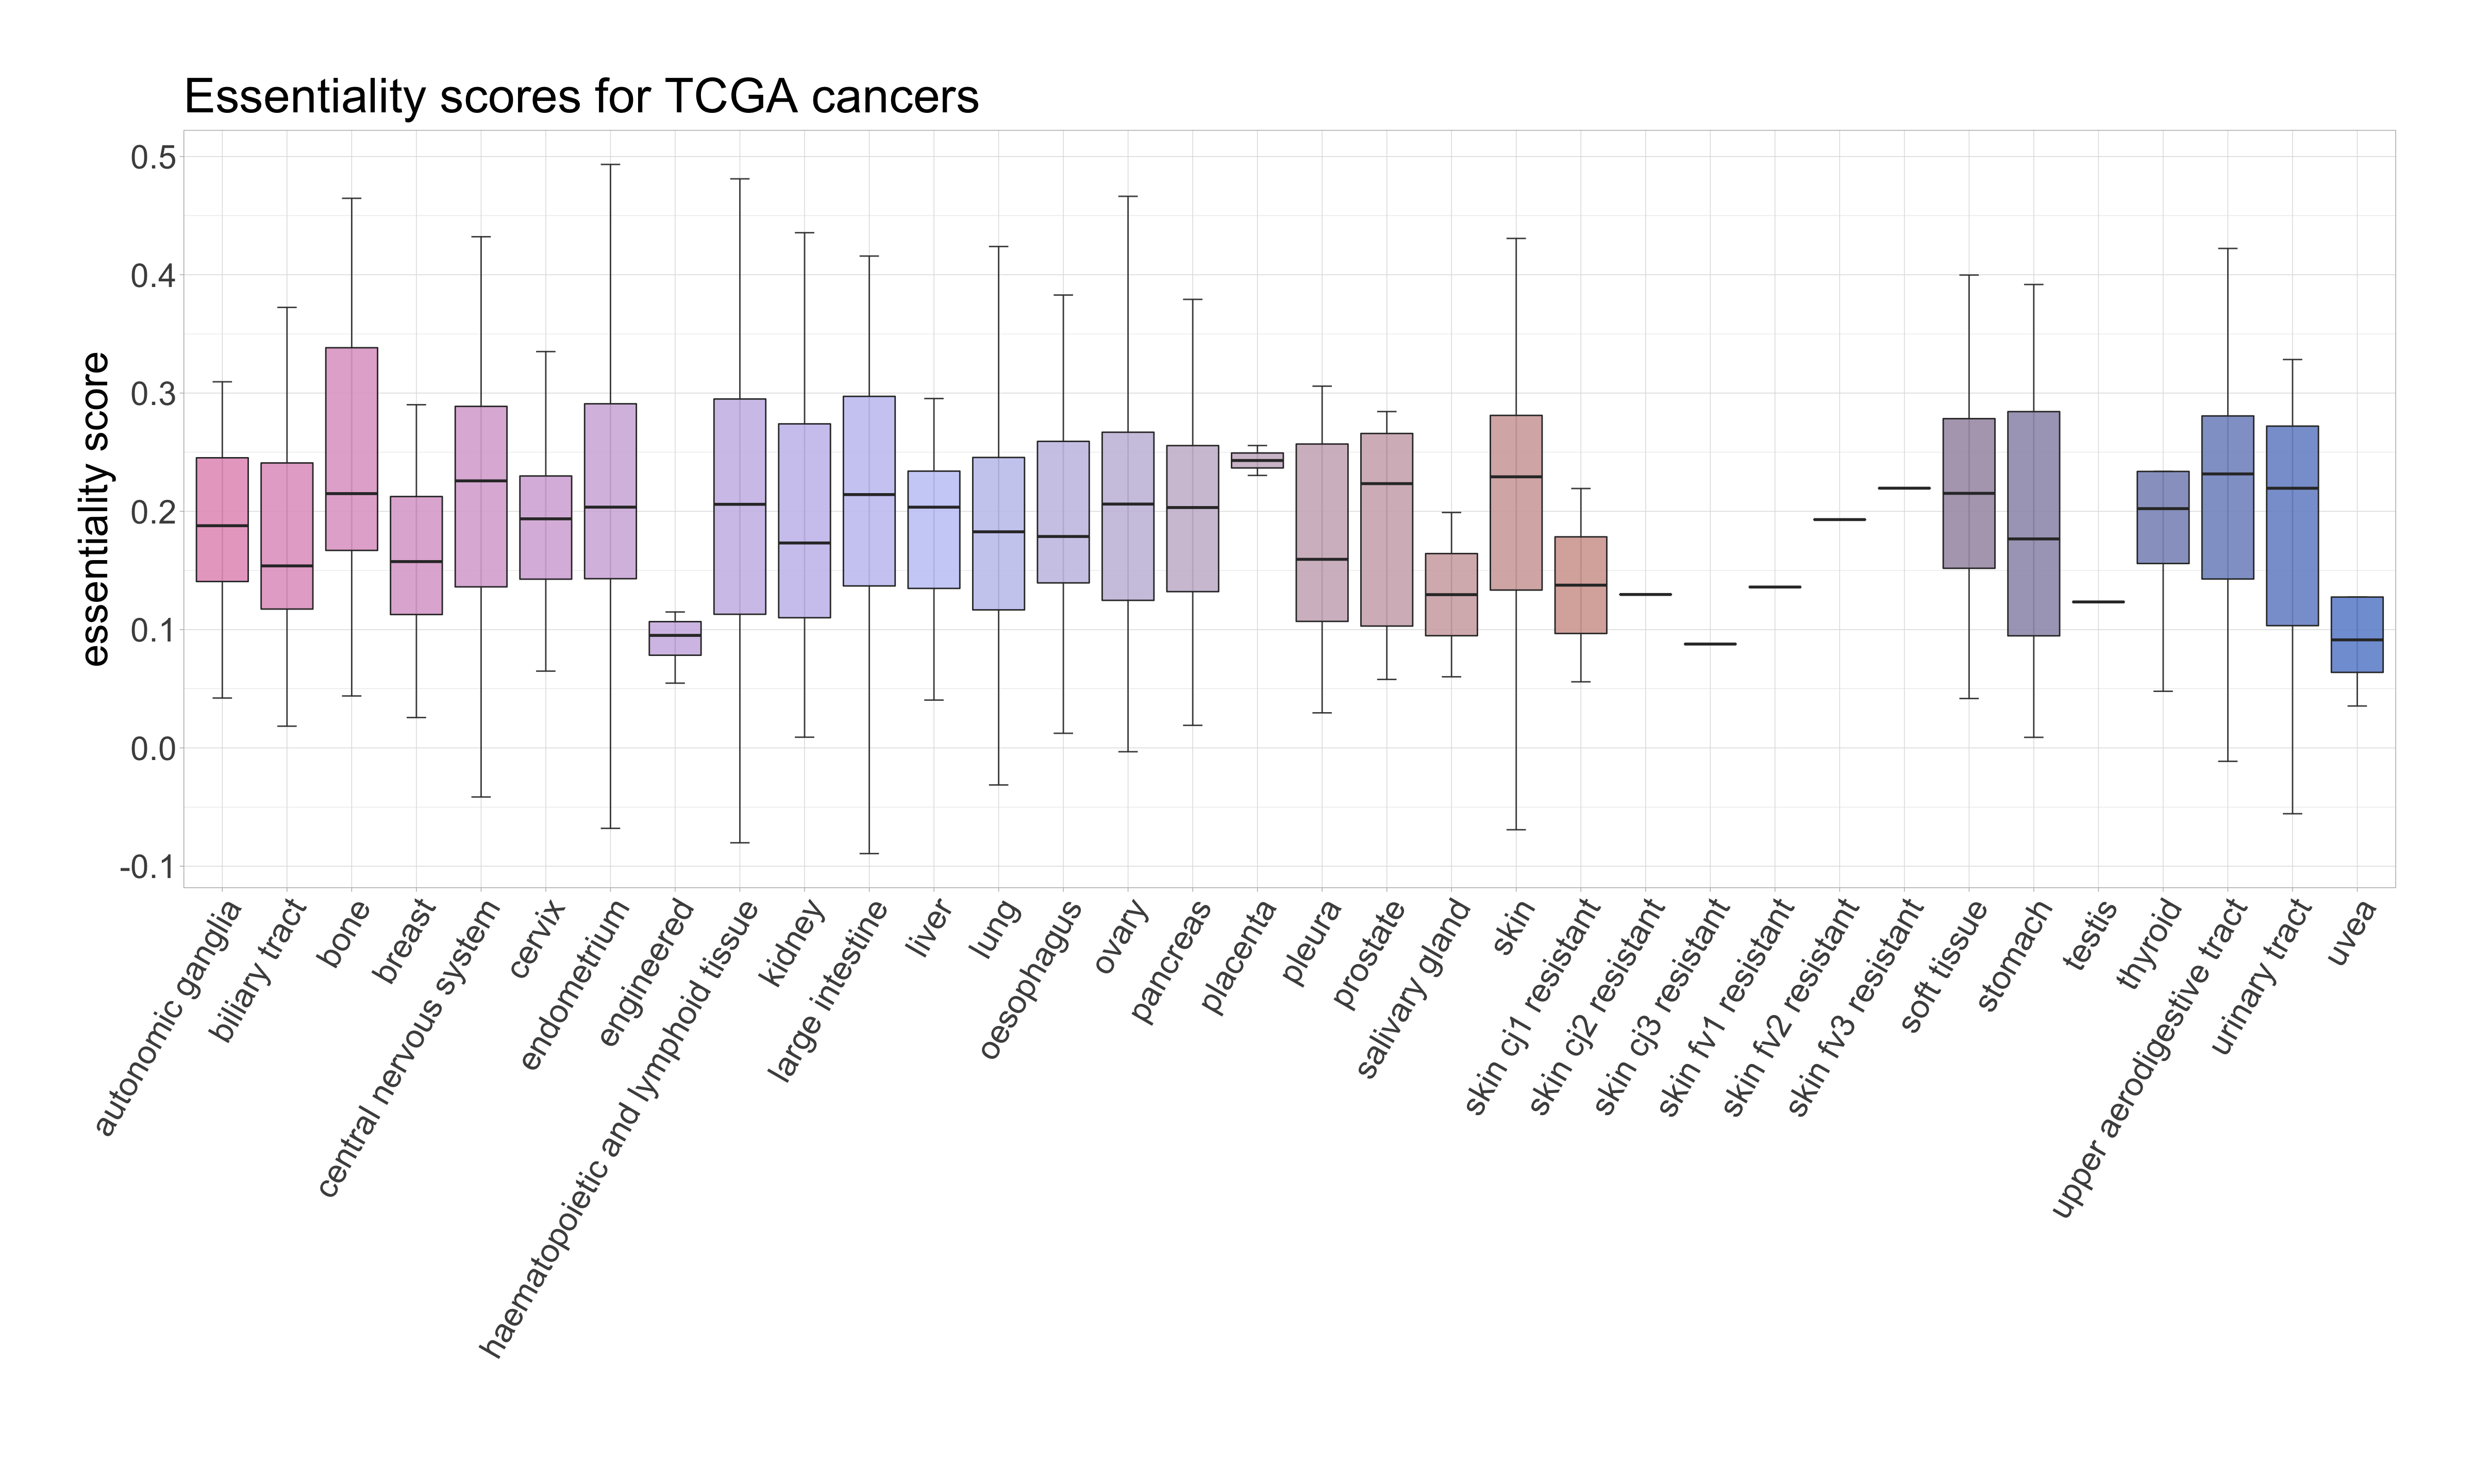 Essentiality scores for TCGA cancers
essentiality score
0.5
0.4
0.3
0.2
0.1
0.0
-0.1
autonomic ganglia
biliary tract
bone
breast
central nervous system
cervix
endometrium
engineered
haematopoietic and lymphoid tissue
kidney
large intestine
liver
lung
oesophagus
ovary
pancreas
placenta
pleura
prostate
salivary gland
skin
skin cj1 resistant
skin cj2 resistant
skin cj3 resistant
skin fv1 resistant
skin fv2 resistant
skin fv3 resistant
soft tissue
stomach
testis
thyroid
upper aerodigestive tract
urinary tract
uvea